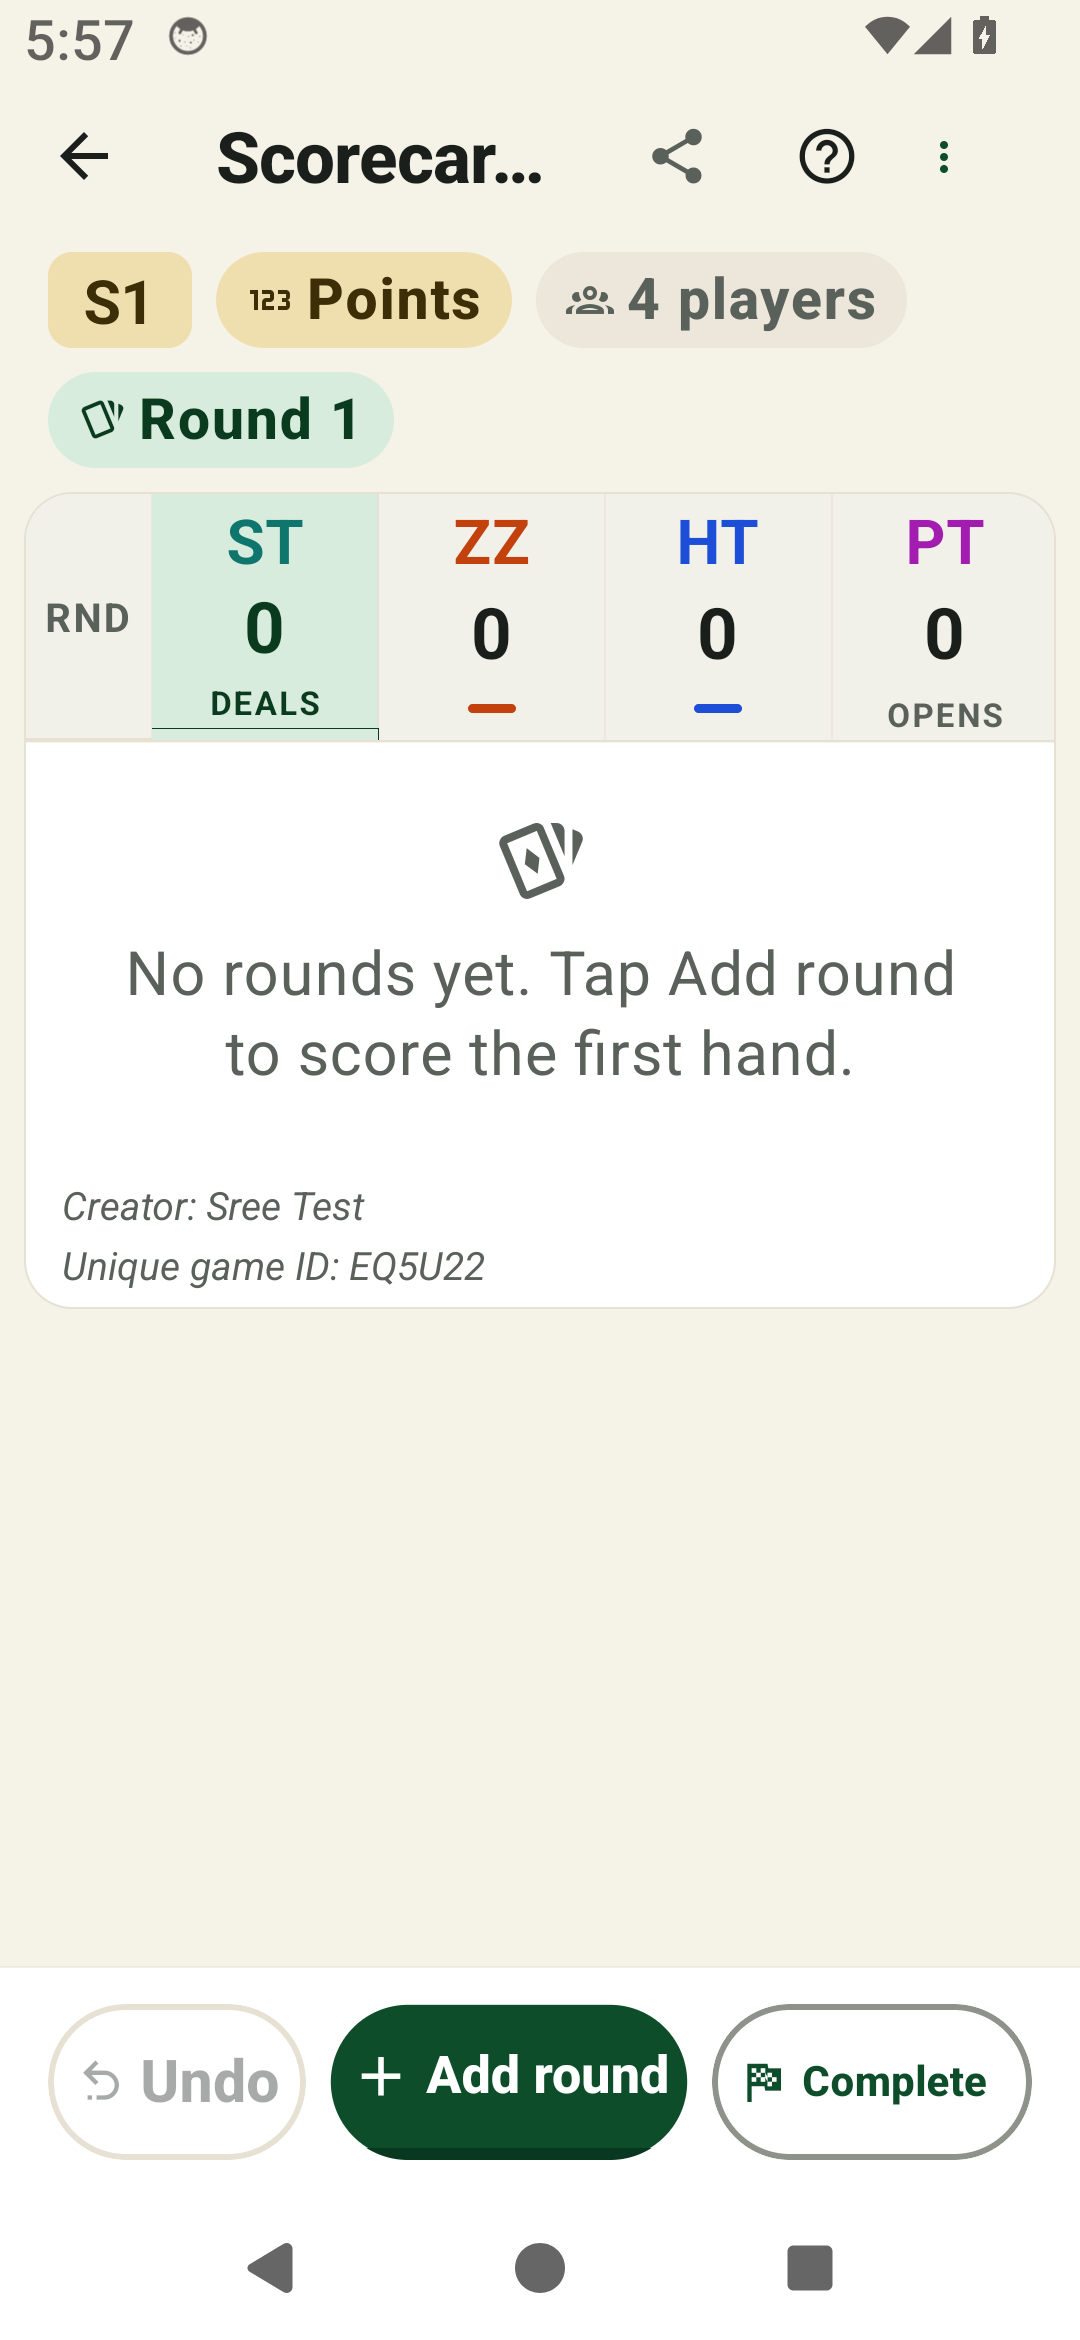 5:57
Scorecar...
S1
123 Points
4 players
Round 1
RND
ST
ZZ
HT
PT
0
0
0
0
DEALS
OPENS
No rounds yet. Tap Add round
to score the first hand.
Creator: Sree Test
Unique game ID: EQ5U22
Undo
+ Add round
Complete